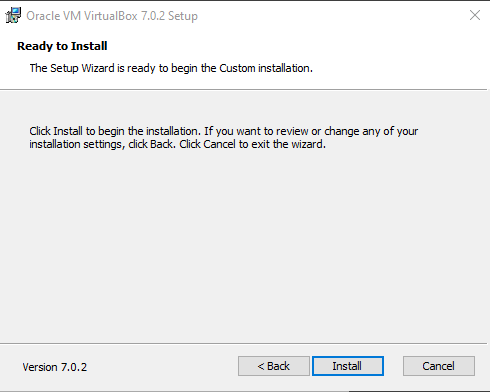 Oracle VM VirtualBox 7.0.2 Setup
Ready to Install
The Setup Wizard is ready to begin the Custom installation.
Click Install to begin the installation. If you want to review or change any of your
installation settings, click Back. Click Cancel to exit the wizard.
Version 7.0.2
< Back
Install
Cancel